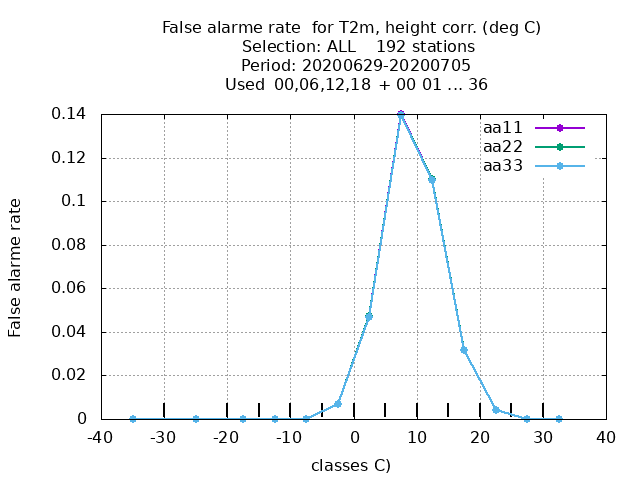 False alarme rate  for T2m, height corr. (deg C)
Selection: ALL    192 stations
Period: 20200629-20200705
Used  00,06,12,18  + 00 01 ... 36
0.14
0.12
0.1
0.08
0.06
0.04
0.02
0
False alarme rate
aa11
aa22
aa33
-40 -30 -20 -10 0 10 20 30 40
classes C)